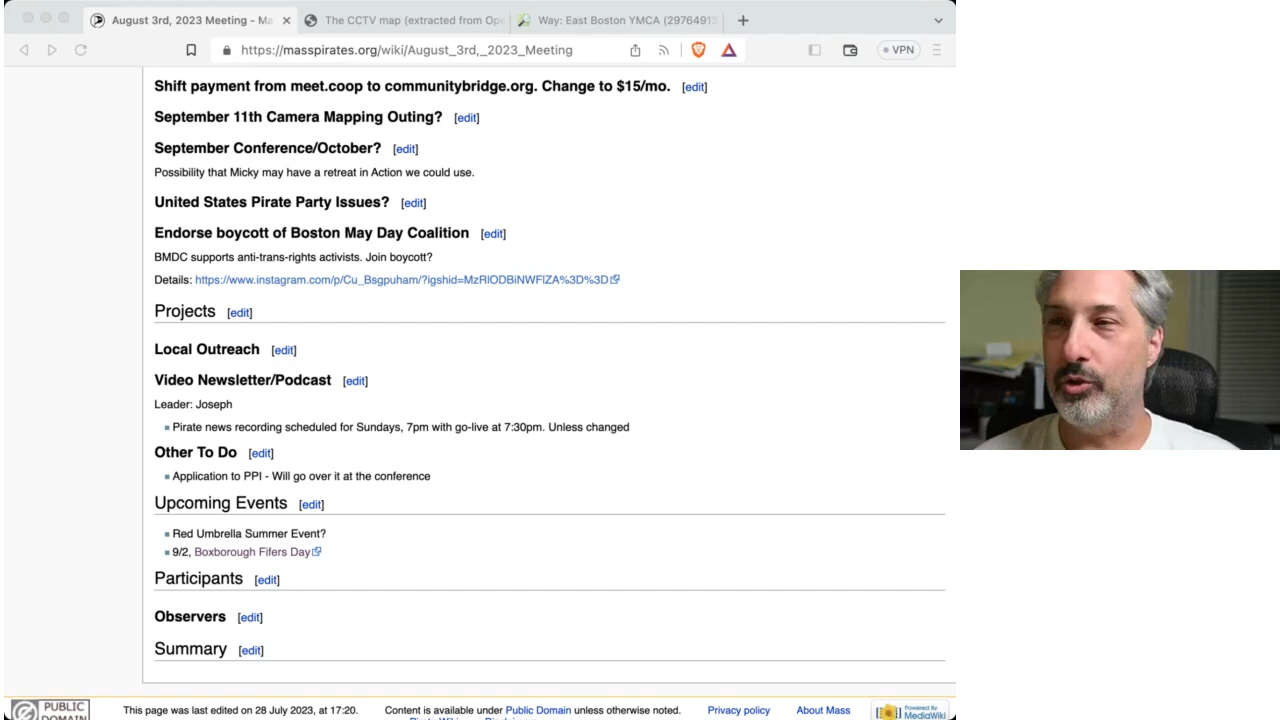 August 3rd, 2023 Meeting - Ma
The CCTV map (extracted from Ope
Way: East Boston YMCA (29764913
https://masspirates.org/wiki/August_3rd,_2023_Meeting
VPN
Shift payment from meet.coop to communitybridge.org. Change to $15/mo. [edit]
September 11th Camera Mapping Outing? [edit]
September Conference/October? [edit]
Possibility that Micky may have a retreat in Action we could use.
United States Pirate Party Issues? [edit]
Endorse boycott of Boston May Day Coalition [edit]
BMDC supports anti-trans-rights activists. Join boycott?
Details: https://www.instagram.com/p/Cu_Bsgpuham/?igshid=MzRlODBiNWFlZA%3D%3D
Projects [edit]
Local Outreach [edit]
Video Newsletter/Podcast [edit]
Leader: Joseph
Pirate news recording scheduled for Sundays, 7pm with go-live at 7:30pm. Unless changed
Other To Do [edit]
Application to PPI - Will go over it at the conference
Upcoming Events [edit]
Red Umbrella Summer Event?
9/2, Boxborough Fifers Day
Participants [edit]
Observers [edit]
Summary [edit]
PUBLIC
DOMAIN
This page was last edited on 28 July 2023, at 17:20.
Content is available under Public Domain unless otherwise noted.
Privacy policy
About Mass
Powered By
MediaWiki